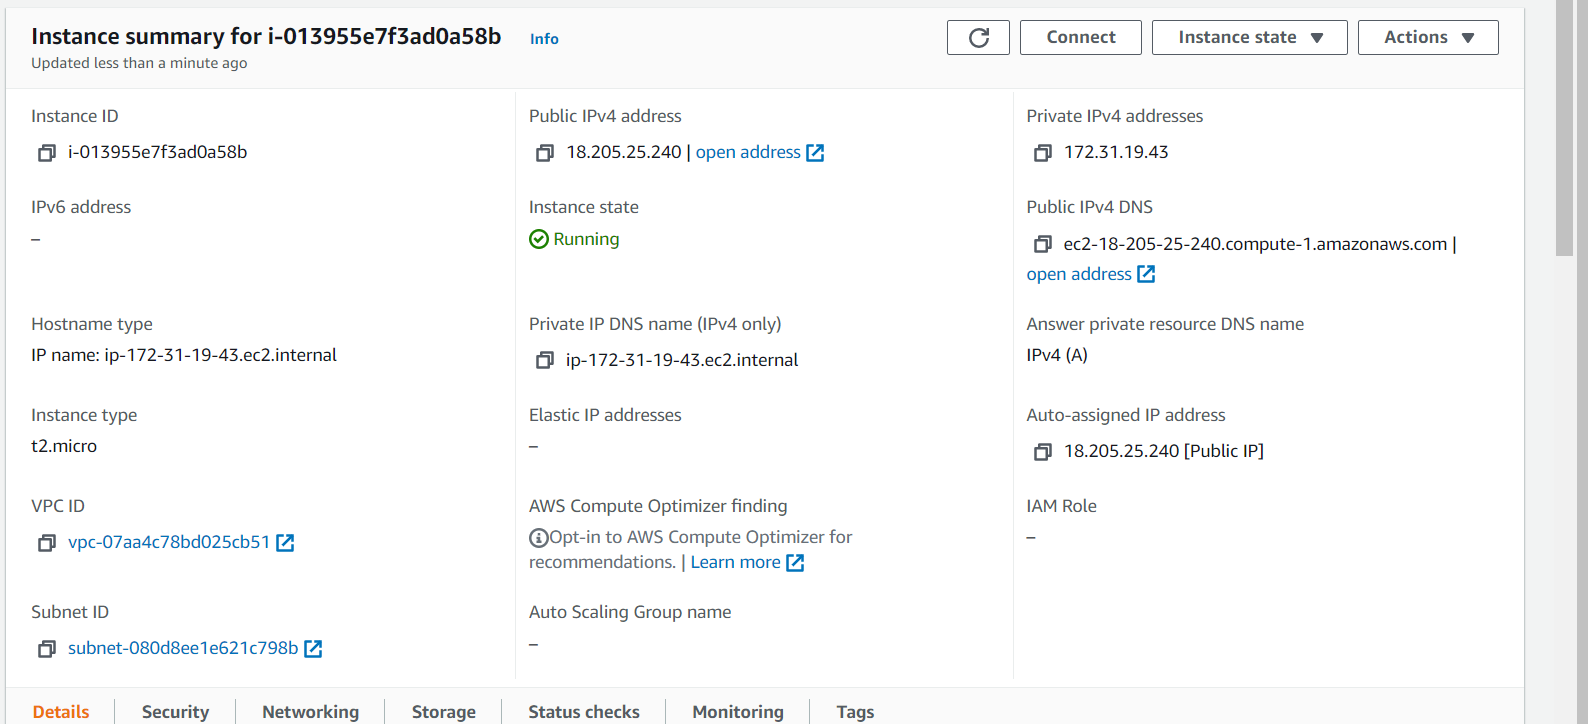 Instance summary for i-013955e7f3ad0a58b Info
Updated less than a minute ago
Connect
Instance state
Actions
Instance ID
i-013955e7f3ad0a58b
Public IPv4 address
18.205.25.240 | open address
Private IPv4 addresses
172.31.19.43
IPv6 address
–
Instance state
Running
Public IPv4 DNS
ec2-18-205-25-240.compute-1.amazonaws.com |
open address
Hostname type
IP name: ip-172-31-19-43.ec2.internal
Private IP DNS name (IPv4 only)
ip-172-31-19-43.ec2.internal
Answer private resource DNS name
IPv4 (A)
Instance type
t2.micro
Elastic IP addresses
–
Auto-assigned IP address
18.205.25.240 [Public IP]
VPC ID
vpc-07aa4c78bd025cb51
AWS Compute Optimizer finding
Opt-in to AWS Compute Optimizer for
recommendations. | Learn more
IAM Role
–
Subnet ID
subnet-080d8ee1e621c798b
Auto Scaling Group name
–
Details
Security
Networking
Storage
Status checks
Monitoring
Tags